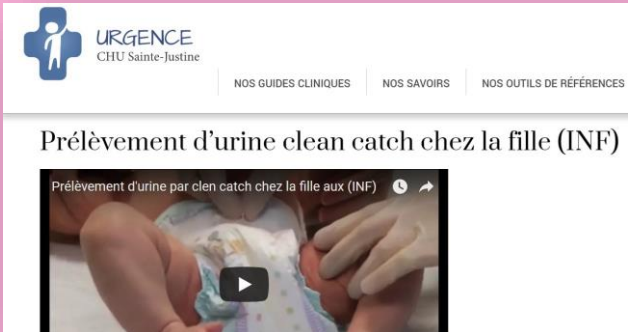 URGENCE
CHU Sainte-Justine
NOS GUIDES CLINIQUES NOS SAVOIRS NOS OUTILS DE RÉFÉRENCES
Prélèvement d'urine clean catch chez la fille (INF)
Prélèvement d'urine par clen catch chez la fille aux (INF)